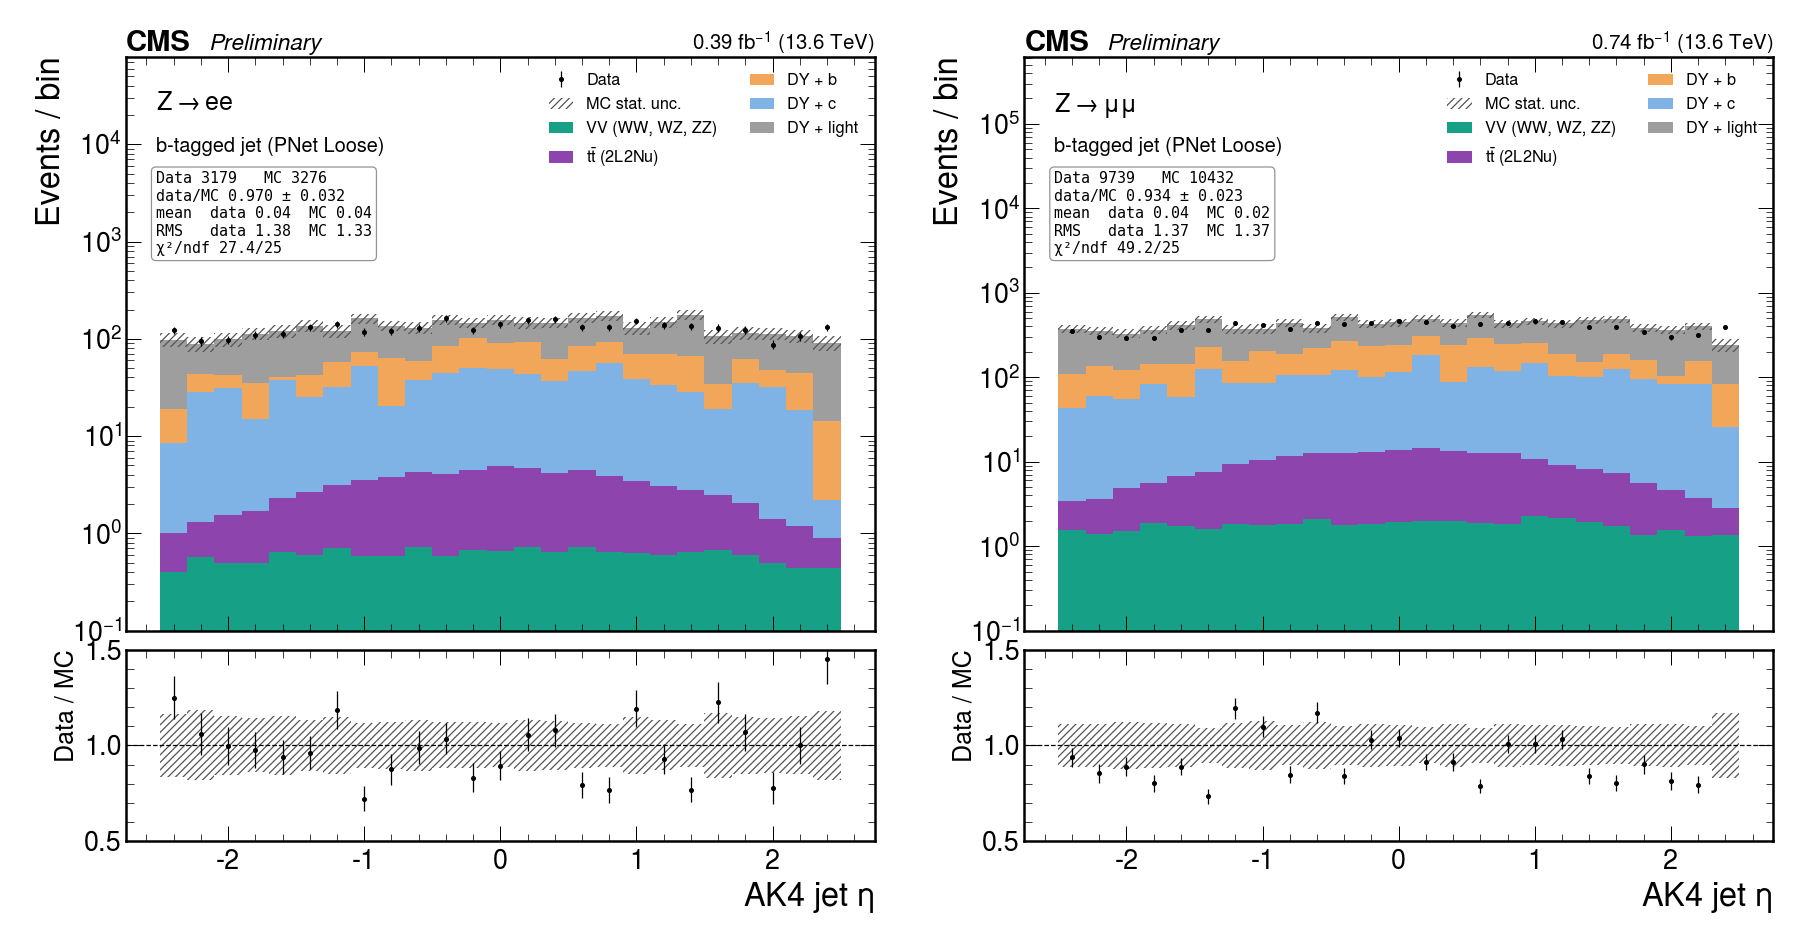 CMS Preliminary 0.39 fb⁻¹ (13.6 TeV)
Events / bin
Z → ee
b-tagged jet (PNet Loose)
Data 3179 MC 3276
data/MC 0.970 ± 0.032
mean data 0.04 MC 0.04
RMS data 1.38 MC 1.33
χ²/ndf 27.4/25
Data
MC stat. unc.
VV (WW, WZ, ZZ)
tt̄ (2L2Nu)
DY + b
DY + c
DY + light
10⁴
10³
10²
10¹
10⁰
10⁻¹
Data / MC
1.5
1.0
0.5
-2 -1 0 1 2
AK4 jet η
CMS Preliminary 0.74 fb⁻¹ (13.6 TeV)
Events / bin
Z → μμ
b-tagged jet (PNet Loose)
Data 9739 MC 10432
data/MC 0.934 ± 0.023
mean data 0.04 MC 0.02
RMS data 1.37 MC 1.37
χ²/ndf 49.2/25
Data
MC stat. unc.
VV (WW, WZ, ZZ)
tt̄ (2L2Nu)
DY + b
DY + c
DY + light
10⁵
10⁴
10³
10²
10¹
10⁰
10⁻¹
Data / MC
1.5
1.0
0.5
-2 -1 0 1 2
AK4 jet η